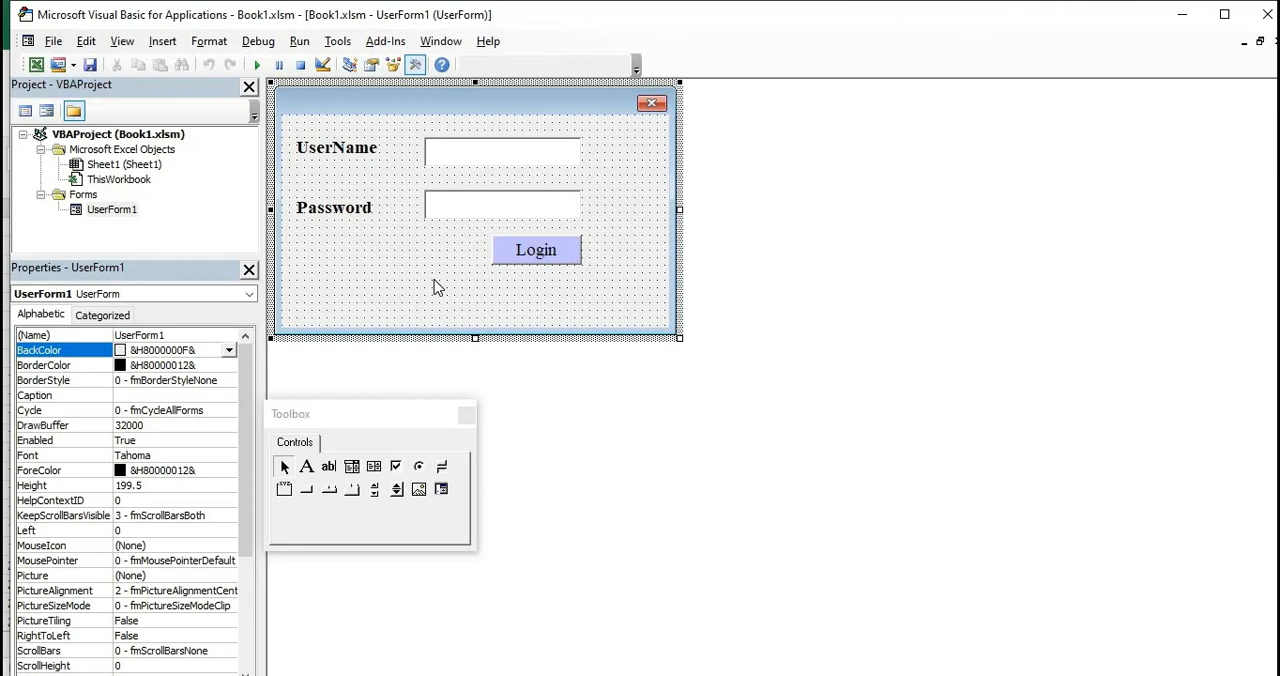 Microsoft Visual Basic for Applications - Book1.xlsm - [Book1.xlsm - UserForm1 (UserForm)]
File Edit View Insert Format Debug Run Tools Add-Ins Window Help
Project - VBAProject
VBAProject (Book1.xlsm)
Microsoft Excel Objects
Sheet1 (Sheet1)
ThisWorkbook
Forms
UserForm1
Properties - UserForm1
UserForm1 UserForm
Alphabetic Categorized
(Name) UserForm1
BackColor &H8000000F&
BorderColor &H80000012&
BorderStyle 0 - fmBorderStyleNone
Caption
Cycle 0 - fmCycleAllForms
DrawBuffer 32000
Enabled True
Font Tahoma
ForeColor &H80000012&
Height 199.5
HelpContextID 0
KeepScrollBarsVisible 3 - fmScrollBarsBoth
Left 0
MouseIcon (None)
MousePointer 0 - fmMousePointerDefault
Picture (None)
PictureAlignment 2 - fmPictureAlignmentCent
PictureSizeMode 0 - fmPictureSizeModeClip
PictureTiling False
RightToLeft False
ScrollBars 0 - fmScrollBarsNone
ScrollHeight 0
UserName
Password
Login
Toolbox
Controls
A ab
XYZ